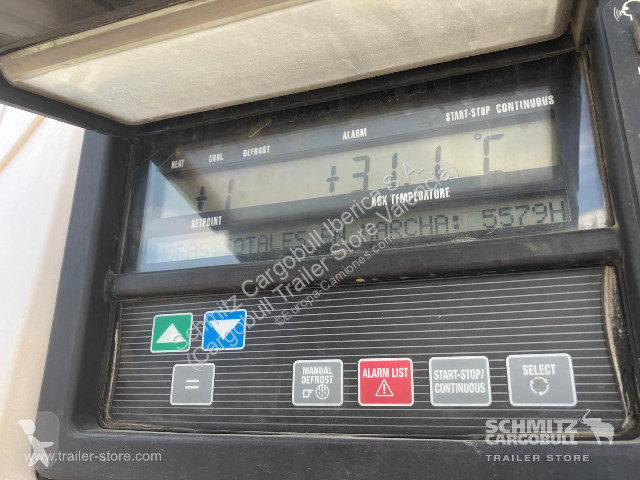 START-STOP CONTINUOUS
HEAT COOL DEFROST ALARM
+1 +31.1 °C
SETPOINT BOX TEMPERATURE
TOTALES EN MARCHA: 5579H
MANUAL DEFROST
ALARM LIST
START-STOP/ CONTINUOUS
SELECT
=
Schmitz Cargobull Iberica S.A.
(Cargobull Trailer Store Valencia)
©Europa-Camiones.com
www.trailer-store.com
SCHMITZ
CARGOBULL
TRAILER STORE